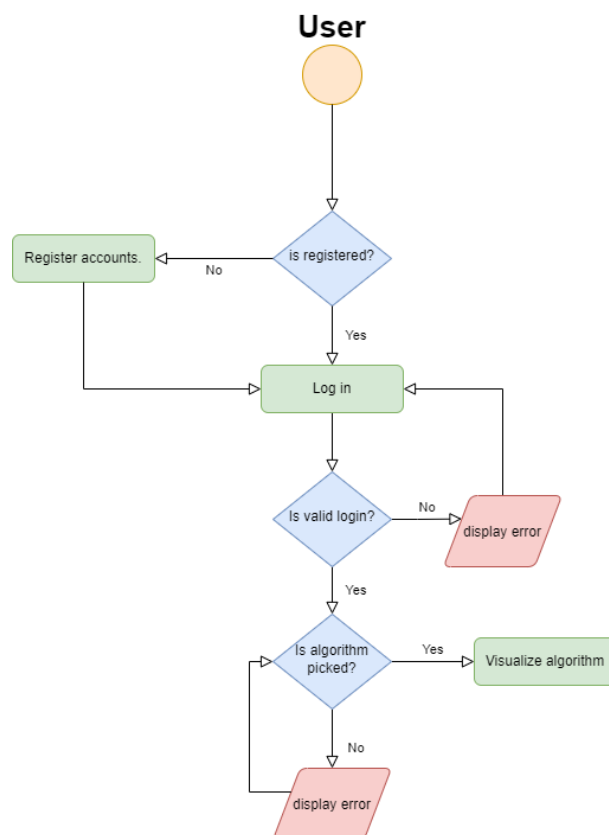 User
is registered?
Register accounts.
No
Yes
Log in
Is valid login?
No
display error
Yes
Is algorithm
picked?
Yes
Visualize algorithm
No
display error